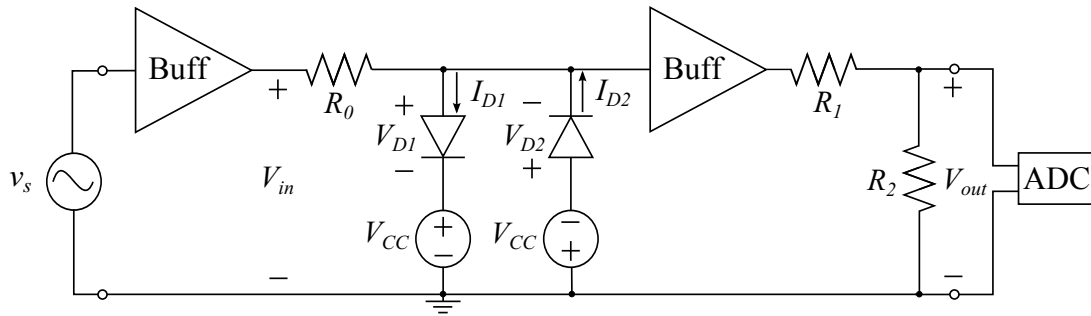 Buff
Buff
+
R0
+
ID1
−
ID2
R1
+
VD1
VD2
vs
Vin
−
+
R2
Vout
ADC
VCC
+
−
VCC
−
+
−
−